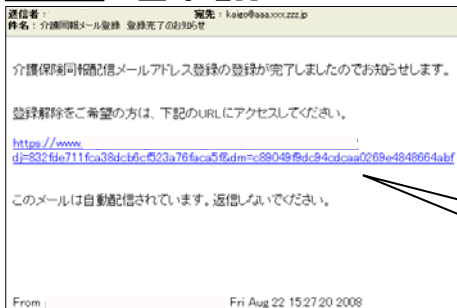 送信者： 宛先：kaigo@aaa.xxx.zzz.jp
件名：介護同報メール登録 登録完了のお知らせ
介護保険同報配信メールアドレス登録の登録が完了しましたのでお知らせします。
登録解除をご希望の方は、下記のURLにアクセスしてください。
https://www.
dj=832fde711fca38dcb6cf523a76faca5f&dm=c89049f9dc94cdcaa0269e4848664abf
このメールは自動配信されています。返信しないでください。
From Fri Aug 22 15:27:20 2008